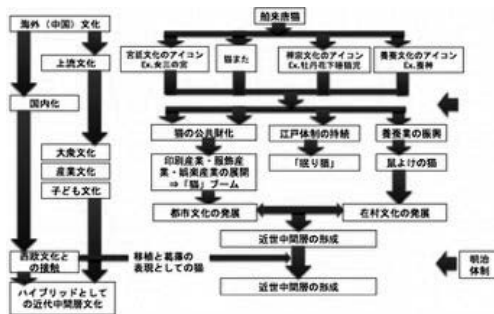 海外（中国）文化
上流文化
国内化
大衆文化
産業文化
子ども文化
西欧文化と
の接触
ハイブリッドとして
の近代中間層文化
移植と葛藤の
表現としての猫
舶来唐猫
宮廷文化のアイコン
Ex.女三の宮
猫また
禅宗文化のアイコン
Ex.牡丹花下睡猫児
養蚕文化のアイコン
Ex.養神
猫の公共財化
江戸体制の持続
養蚕業の振興
印刷産業・服飾産
業・娯楽産業の展開
⇒「猫」ブーム
「眠り猫」
鼠よけの猫
都市文化の発展
在村文化の発展
近世中間層の形成
近世中間層の形成
明治
体制